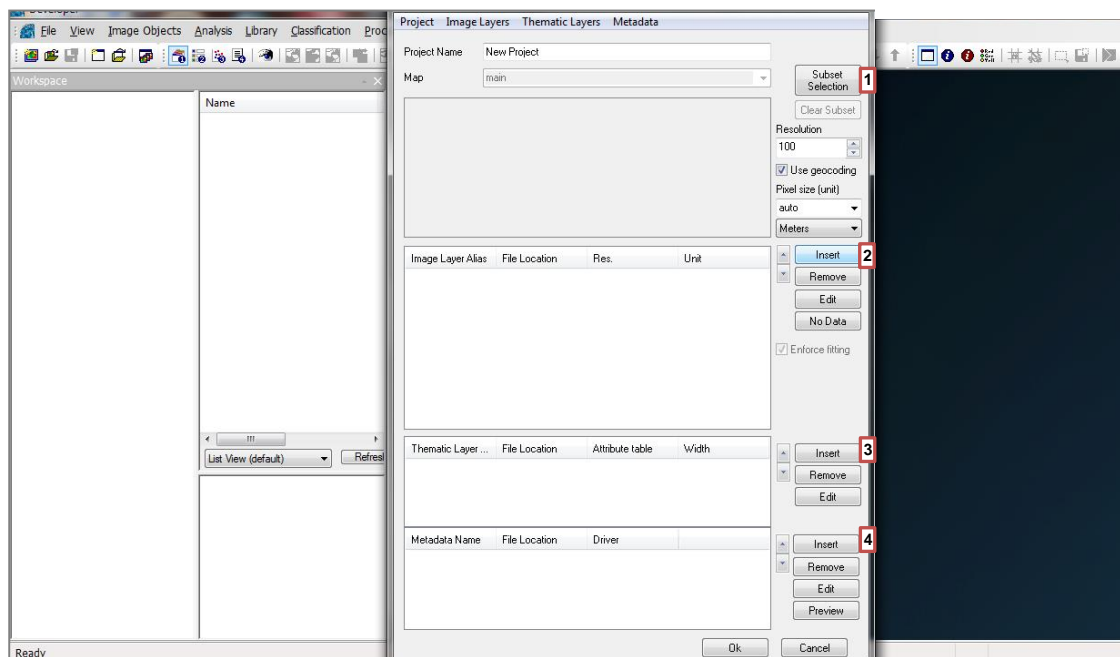 Developer
File View Image Objects Analysis Library Classification Proc
Workspace
Name
List View (default)
Refres
Ready
Project Image Layers Thematic Layers Metadata
Project Name New Project
Map main
Subset Selection 1
Clear Subset
Resolution
100
Use geocoding
Pixel size (unit)
auto
Meters
Image Layer Alias File Location Res. Unit
Insert 2
Remove
Edit
No Data
Enforce fitting
Thematic Layer ... File Location Attribute table Width
Insert 3
Remove
Edit
Metadata Name File Location Driver
Insert 4
Remove
Edit
Preview
Ok Cancel